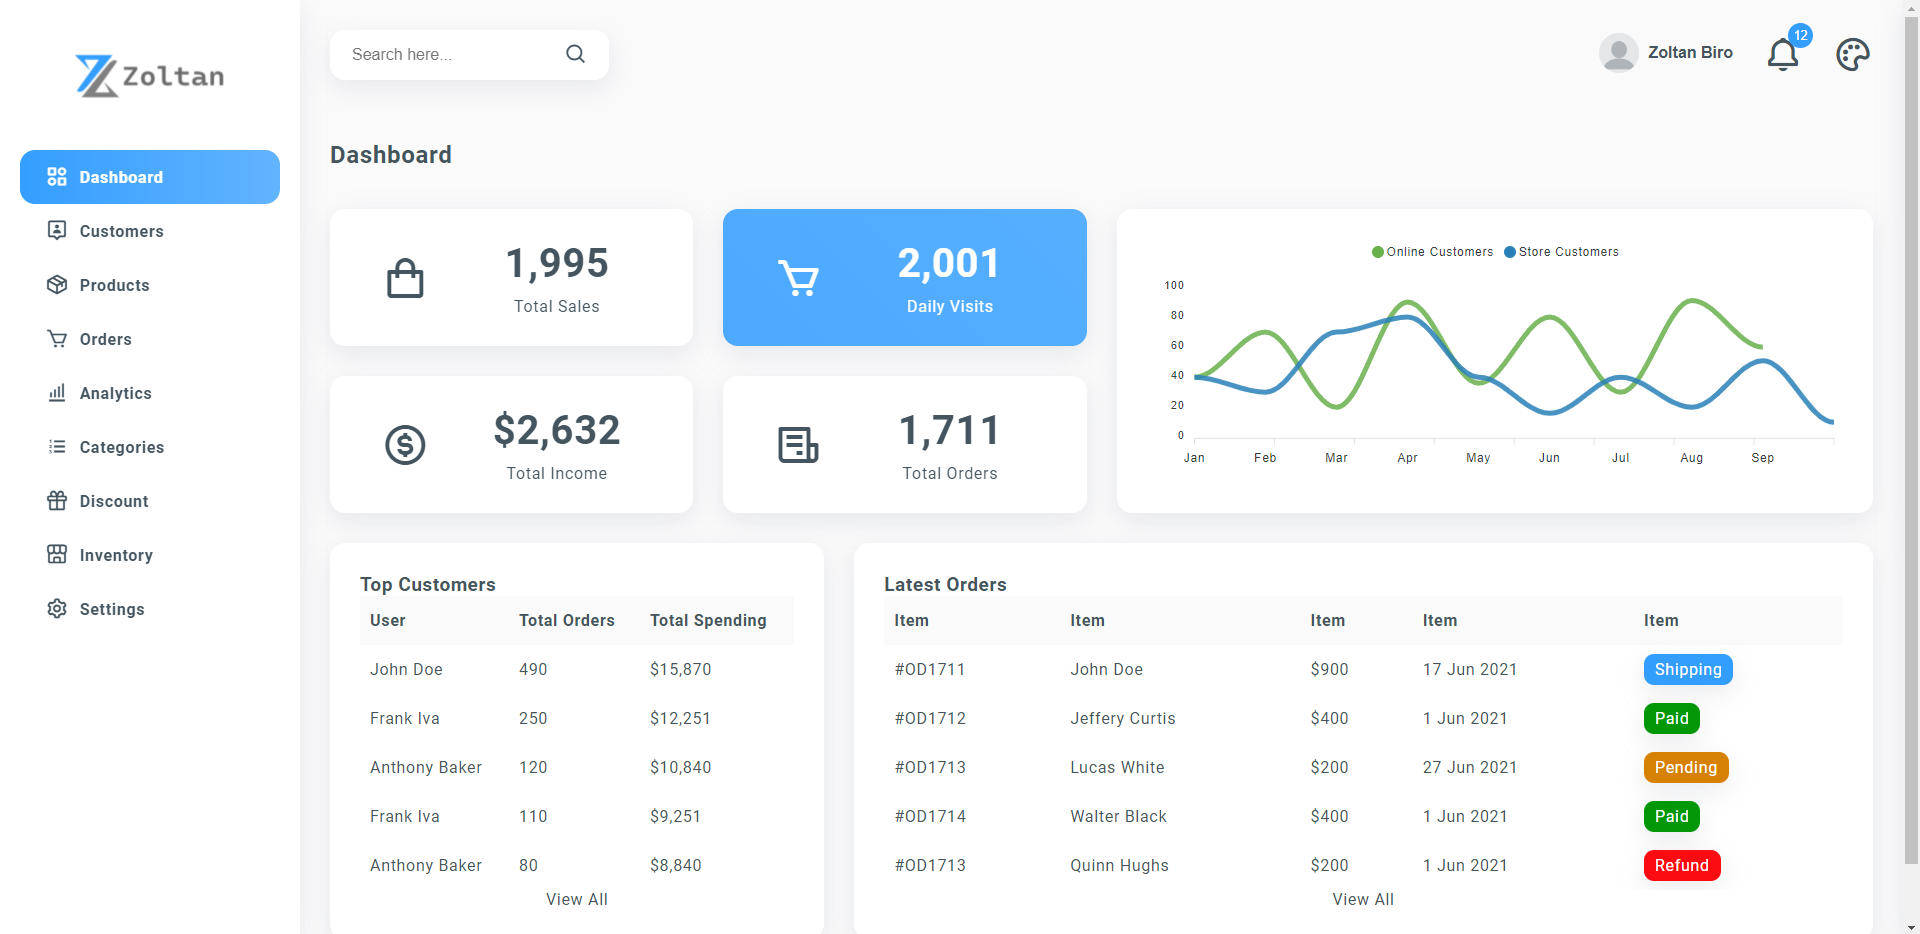 Zoltan
Search here...
Zoltan Biro
12
Dashboard
Customers
Products
Orders
Analytics
Categories
Discount
Inventory
Settings
Dashboard
1,995
Total Sales
2,001
Daily Visits
$2,632
Total Income
1,711
Total Orders
Online Customers Store Customers
100
80
60
40
20
0
Jan Feb Mar Apr May Jun Jul Aug Sep
Top Customers
User Total Orders Total Spending
John Doe 490 $15,870
Frank Iva 250 $12,251
Anthony Baker 120 $10,840
Frank Iva 110 $9,251
Anthony Baker 80 $8,840
View All
Latest Orders
Item Item Item Item Item
#OD1711 John Doe $900 17 Jun 2021 Shipping
#OD1712 Jeffery Curtis $400 1 Jun 2021 Paid
#OD1713 Lucas White $200 27 Jun 2021 Pending
#OD1714 Walter Black $400 1 Jun 2021 Paid
#OD1713 Quinn Hughs $200 1 Jun 2021 Refund
View All